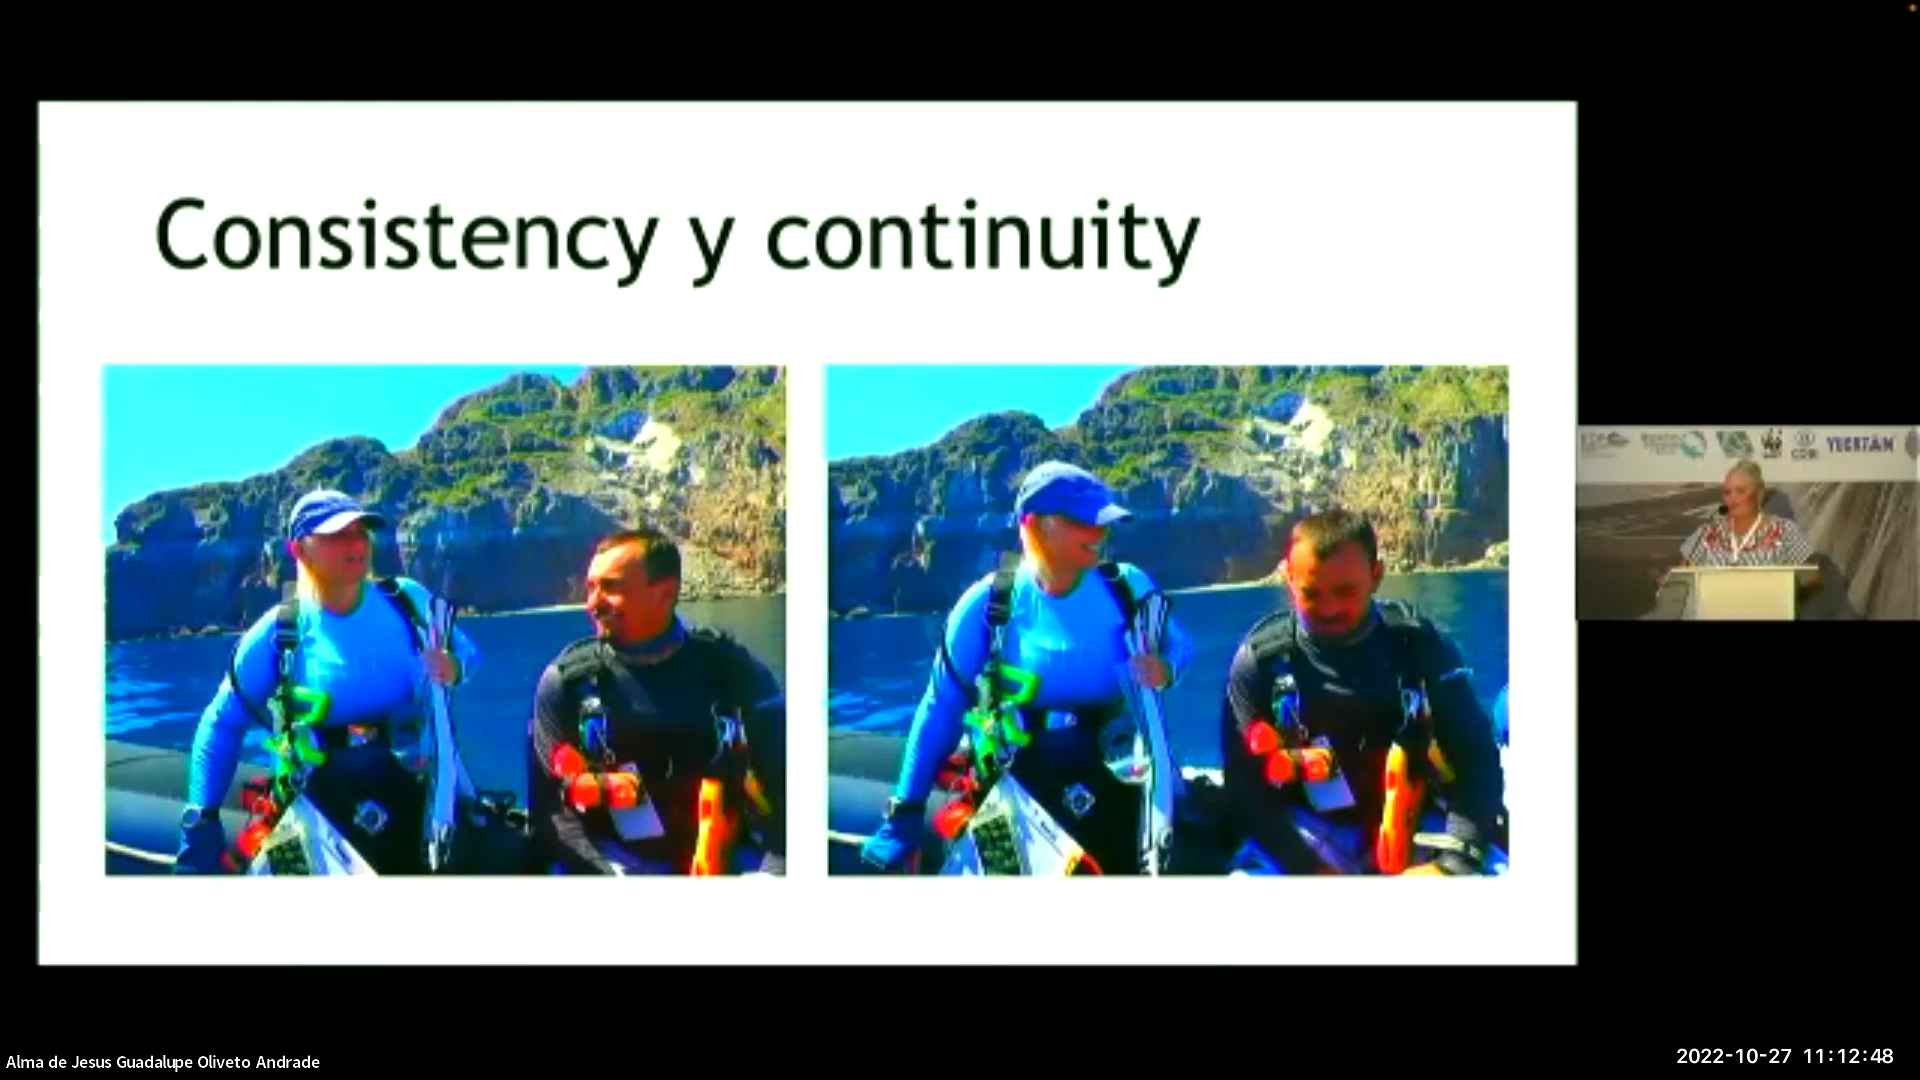 Consistency y continuity
YUCATÁN
Alma de Jesus Guadalupe Oliveto Andrade
2022-10-27 11:12:48